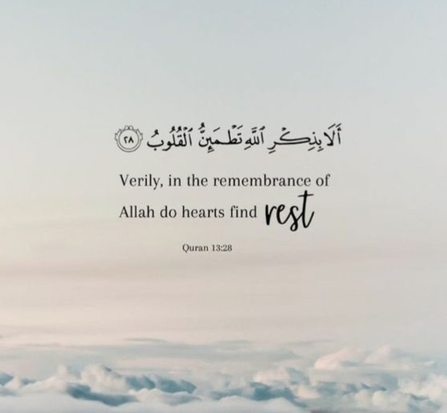 أَلَا بِذِكۡرِ ٱللَّهِ تَطۡمَئِنُّ ٱلۡقُلُوبُ ٢٨
Verily, in the remembrance of
Allah do hearts find rest
Quran 13:28